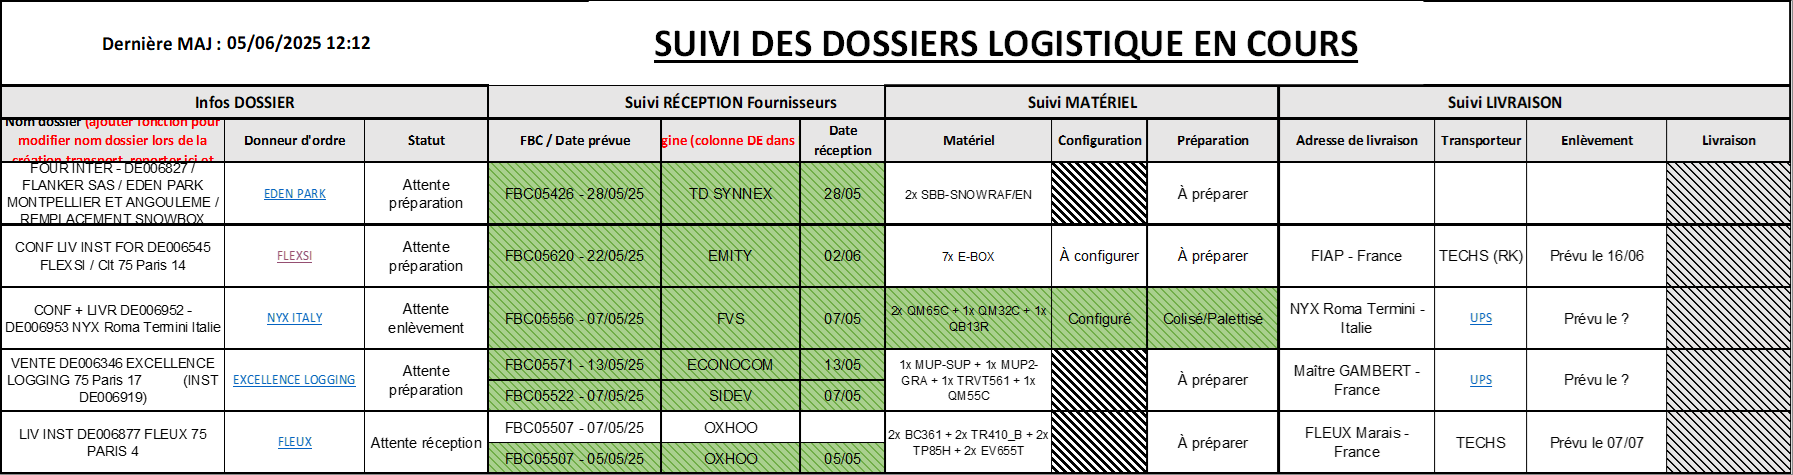 Dernière MAJ : 05/06/2025 12:12
SUIVI DES DOSSIERS LOGISTIQUE EN COURS
Infos DOSSIER
Suivi RÉCEPTION Fournisseurs
Suivi MATÉRIEL
Suivi LIVRAISON
Nom dossier (ajouter fonction pour
modifier nom dossier lors de la
création transport, reporter ici et
Donneur d'ordre
Statut
FBC / Date prévue
gine (colonne DE dans
Date
réception
Matériel
Configuration
Préparation
Adresse de livraison
Transporteur
Enlèvement
Livraison
FOUR INTER - DE006827 /
FLANKER SAS / EDEN PARK
MONTPELLIER ET ANGOULEME /
REMPLACEMENT SNOWBOX
EDEN PARK
Attente
préparation
FBC05426 - 28/05/25
TD SYNNEX
28/05
2x SBB-SNOWRAF/EN
À préparer
CONF LIV INST FOR DE006545
FLEXSI / Clt 75 Paris 14
FLEXSI
Attente
préparation
FBC05620 - 22/05/25
EMITY
02/06
7x E-BOX
À configurer
À préparer
FIAP - France
TECHS (RK)
Prévu le 16/06
CONF + LIVR DE006952 -
DE006953 NYX Roma Termini Italie
NYX ITALY
Attente
enlèvement
FBC05556 - 07/05/25
FVS
07/05
2x QM65C + 1x QM32C + 1x
QB13R
Configuré
Colisé/Palettisé
NYX Roma Termini -
Italie
UPS
Prévu le ?
VENTE DE006346 EXCELLENCE
LOGGING 75 Paris 17 (INST
DE006919)
EXCELLENCE LOGGING
Attente
préparation
FBC05571 - 13/05/25
ECONOCOM
13/05
FBC05522 - 07/05/25
SIDEV
07/05
1x MUP-SUP + 1x MUP2-
GRA + 1x TRVT561 + 1x
QM55C
À préparer
Maître GAMBERT -
France
UPS
Prévu le ?
LIV INST DE006877 FLEUX 75
PARIS 4
FLEUX
Attente réception
FBC05507 - 07/05/25
OXHOO
FBC05507 - 05/05/25
OXHOO
05/05
2x BC361 + 2x TR410_B + 2x
TP85H + 2x EV655T
À préparer
FLEUX Marais -
France
TECHS
Prévu le 07/07